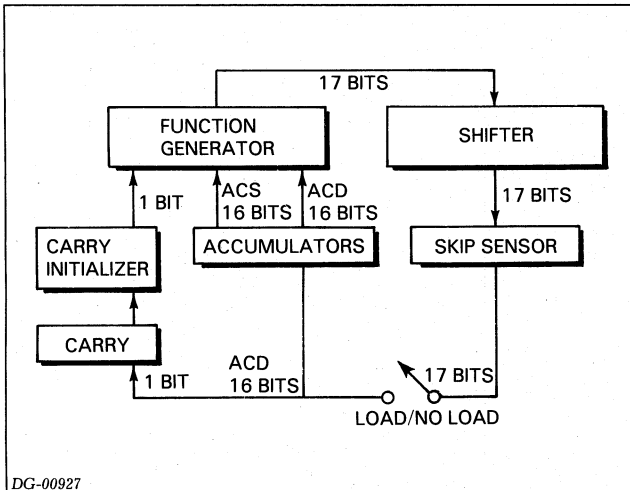 17 BITS
FUNCTION
GENERATOR
SHIFTER
1 BIT
ACS
16 BITS
ACD
16 BITS
17 BITS
CARRY
INITIALIZER
ACCUMULATORS
SKIP SENSOR
CARRY
1 BIT
ACD
16 BITS
17 BITS
LOAD/NO LOAD
DG-00927